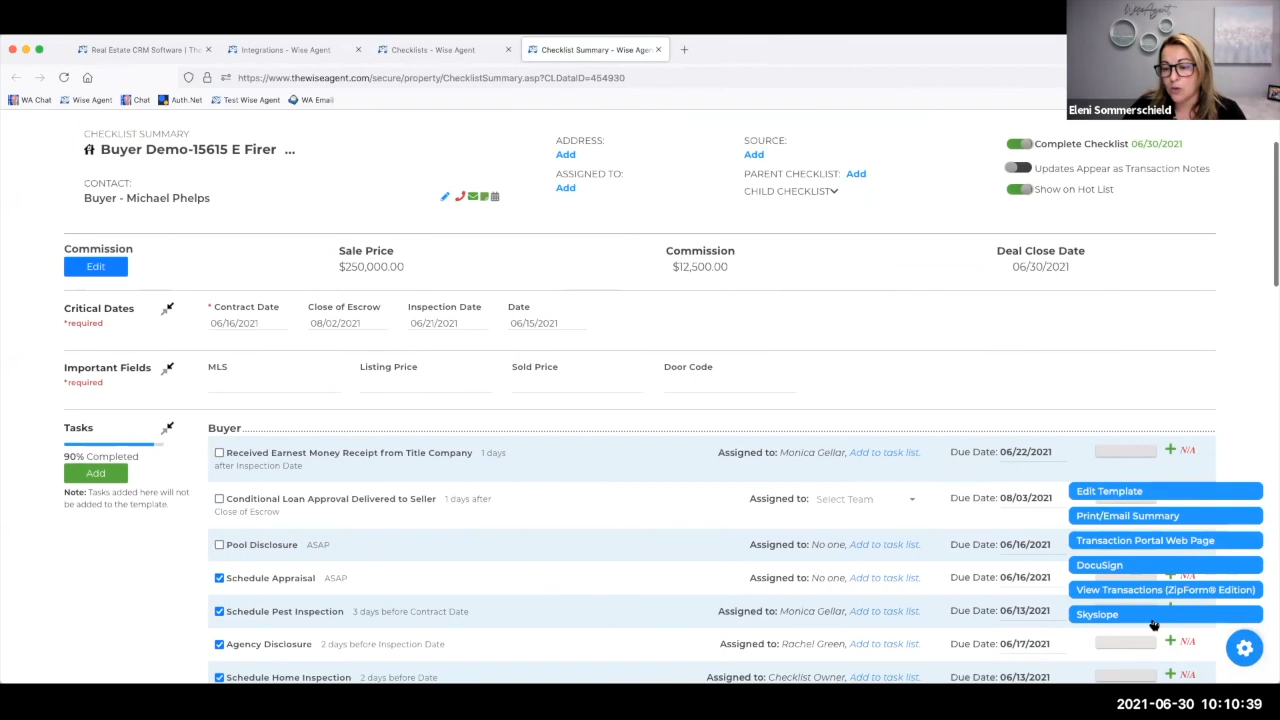 Real Estate CRM Software | The
Integrations - Wise Agent
Checklists - Wise Agent
Checklist Summary - Wise Agen
WiseAgent
https://www.thewiseagent.com/secure/property/ChecklistSummary.asp?CLDataID=454930
WA Chat
Wise Agent
Chat
Auth.Net
Test Wise Agent
WA Email
Eleni Sommerschield
CHECKLIST SUMMARY
Buyer Demo-15615 E Firer ...
CONTACT:
Buyer - Michael Phelps
ADDRESS:
Add
ASSIGNED TO:
Add
SOURCE:
Add
PARENT CHECKLIST: Add
CHILD CHECKLIST
Complete Checklist 06/30/2021
Updates Appear as Transaction Notes
Show on Hot List
Commission
Edit
Sale Price
$250,000.00
Commission
$12,500.00
Deal Close Date
06/30/2021
Critical Dates
*required
* Contract Date
06/16/2021
Close of Escrow
08/02/2021
Inspection Date
06/21/2021
Date
06/15/2021
Important Fields
*required
MLS
Listing Price
Sold Price
Door Code
Tasks
90% Completed
Add
Note: Tasks added here will not
be added to the template.
Buyer
Received Earnest Money Receipt from Title Company 1 days
after Inspection Date
Assigned to: Monica Gellar, Add to task list.
Due Date: 06/22/2021
N/A
Conditional Loan Approval Delivered to Seller 1 days after
Close of Escrow
Assigned to: Select Team
Due Date: 08/03/2021
Pool Disclosure ASAP
Assigned to: No one, Add to task list.
Due Date: 06/16/2021
Schedule Appraisal ASAP
Assigned to: No one, Add to task list.
Due Date: 06/16/2021
N/A
Schedule Pest Inspection 3 days before Contract Date
Assigned to: Monica Gellar, Add to task list.
Due Date: 06/13/2021
Agency Disclosure 2 days before Inspection Date
Assigned to: Rachel Green, Add to task list.
Due Date: 06/17/2021
N/A
Schedule Home Inspection 2 days before Date
Assigned to: Checklist Owner, Add to task list.
Due Date: 06/13/2021
N/A
Edit Template
Print/Email Summary
Transaction Portal Web Page
DocuSign
View Transactions (ZipForm® Edition)
Skyslope
2021-06-30 10:10:39